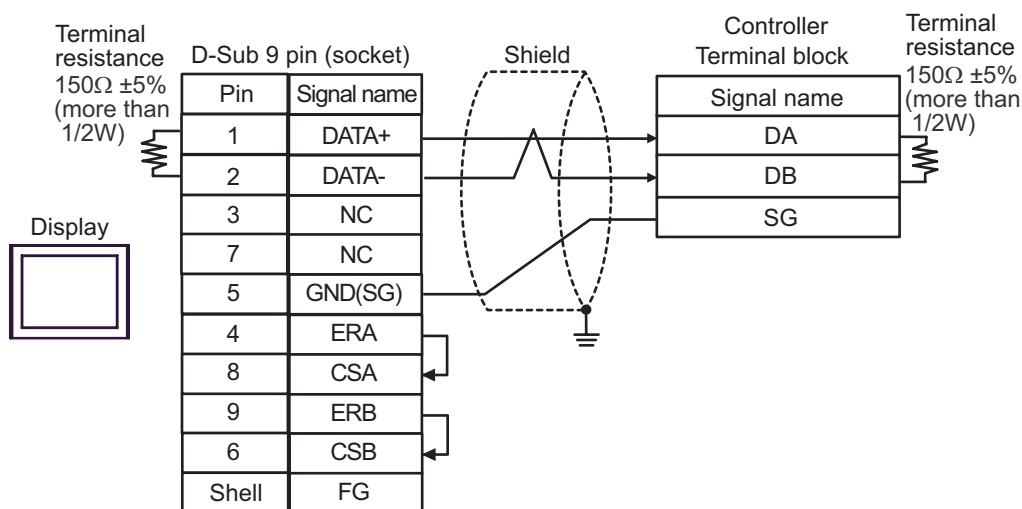 Terminal
resistance
150Ω ±5%
(more than
1/2W)
D-Sub 9 pin (socket)
Shield
Controller
Terminal block
Terminal
resistance
150Ω ±5%
(more than
1/2W)
Pin Signal name
1 DATA+
2 DATA-
3 NC
7 NC
5 GND(SG)
4 ERA
8 CSA
9 ERB
6 CSB
Shell FG
Signal name
DA
DB
SG
Display